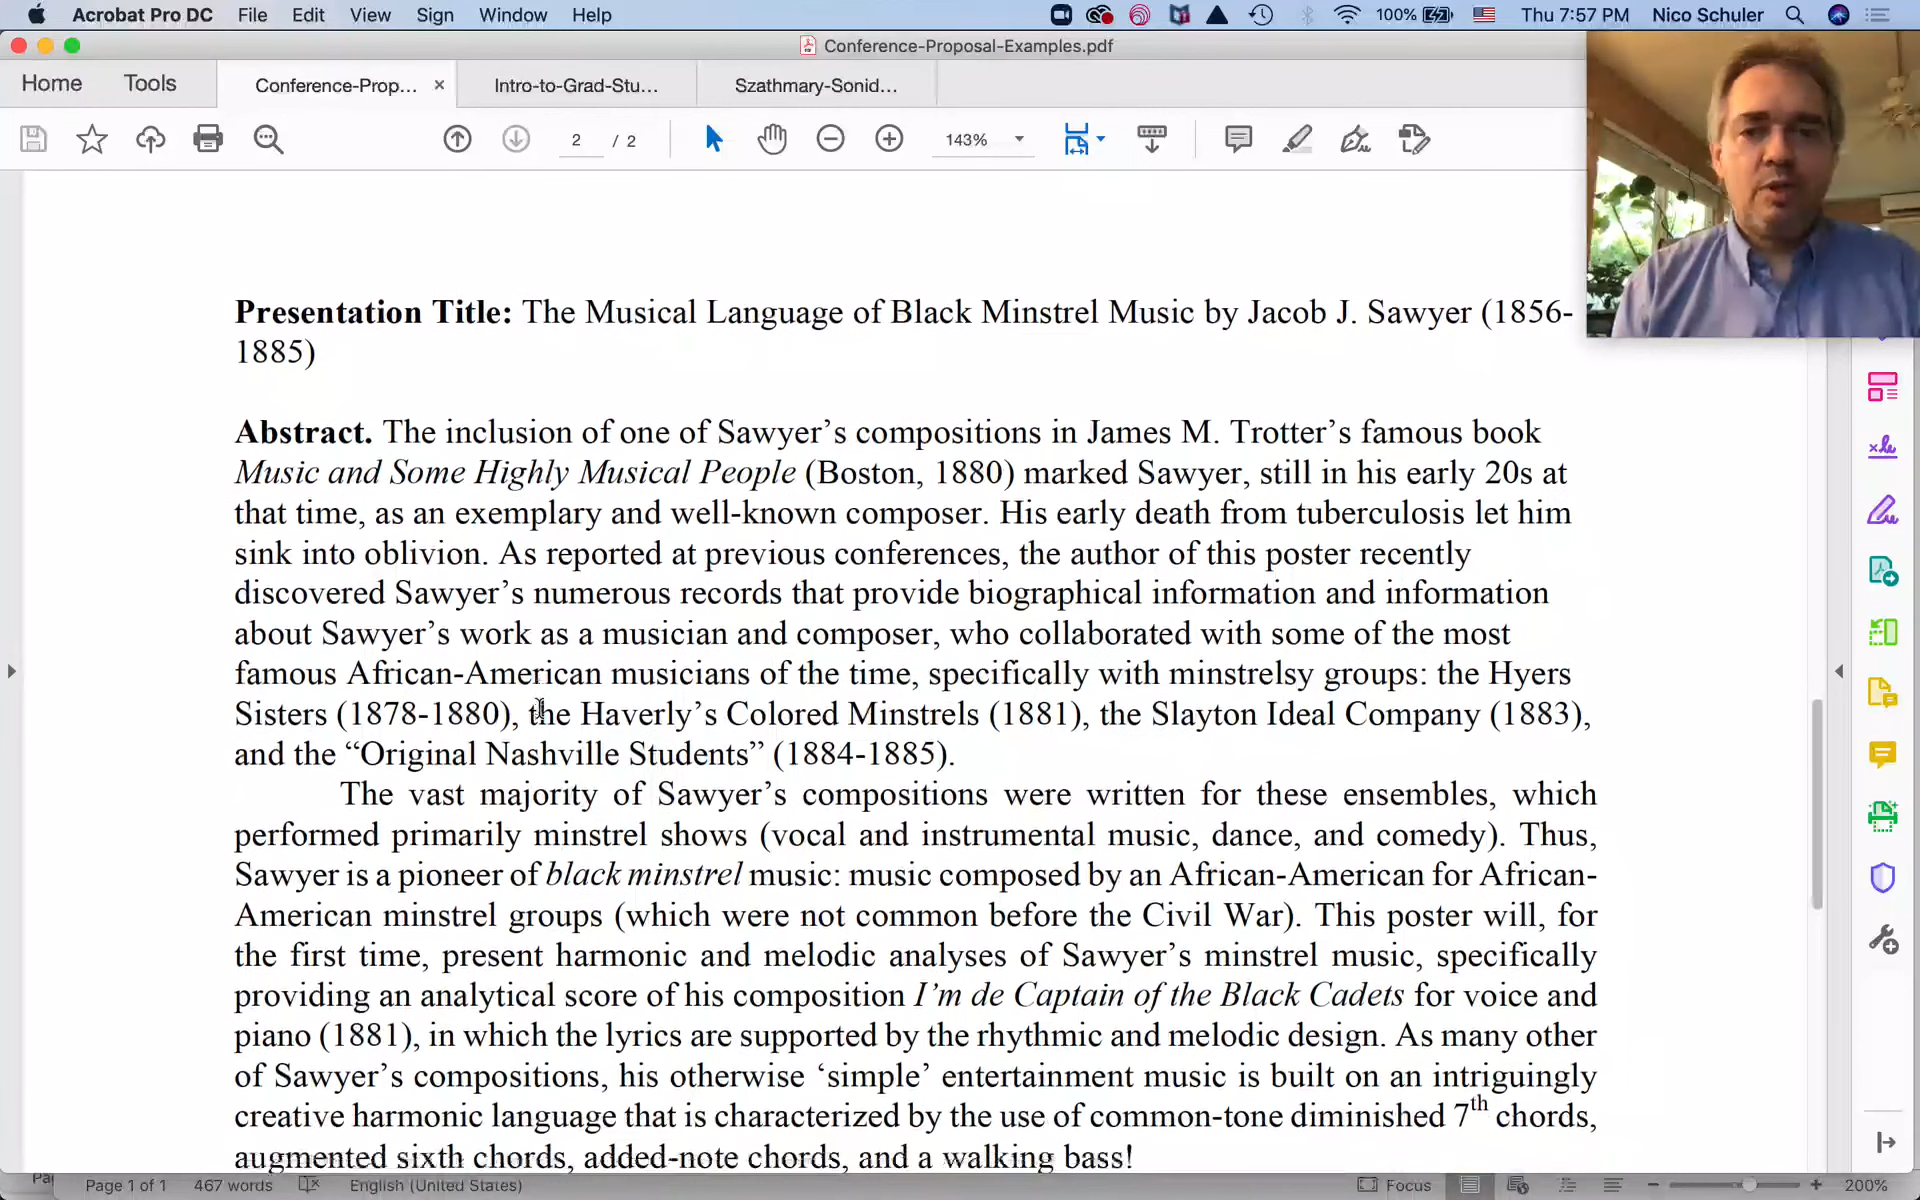 Acrobat Pro DC File Edit View Sign Window Help 100% Thu 7:57 PM Nico Schuler
Conference-Proposal-Examples.pdf
Home Tools Conference-Prop... × Intro-to-Grad-Stu... Szathmary-Sonid...
2 / 2 143%
Presentation Title: The Musical Language of Black Minstrel Music by Jacob J. Sawyer (1856-
1885)
Abstract. The inclusion of one of Sawyer’s compositions in James M. Trotter’s famous book
Music and Some Highly Musical People (Boston, 1880) marked Sawyer, still in his early 20s at
that time, as an exemplary and well-known composer. His early death from tuberculosis let him
sink into oblivion. As reported at previous conferences, the author of this poster recently
discovered Sawyer’s numerous records that provide biographical information and information
about Sawyer’s work as a musician and composer, who collaborated with some of the most
famous African-American musicians of the time, specifically with minstrelsy groups: the Hyers
Sisters (1878-1880), the Haverly’s Colored Minstrels (1881), the Slayton Ideal Company (1883),
and the “Original Nashville Students” (1884-1885).
The vast majority of Sawyer’s compositions were written for these ensembles, which
performed primarily minstrel shows (vocal and instrumental music, dance, and comedy). Thus,
Sawyer is a pioneer of black minstrel music: music composed by an African-American for African-
American minstrel groups (which were not common before the Civil War). This poster will, for
the first time, present harmonic and melodic analyses of Sawyer’s minstrel music, specifically
providing an analytical score of his composition I’m de Captain of the Black Cadets for voice and
piano (1881), in which the lyrics are supported by the rhythmic and melodic design. As many other
of Sawyer’s compositions, his otherwise ‘simple’ entertainment music is built on an intriguingly
creative harmonic language that is characterized by the use of common-tone diminished 7th chords,
augmented sixth chords, added-note chords, and a walking bass!
Page 1 of 1 467 words English (United States) Focus 200%